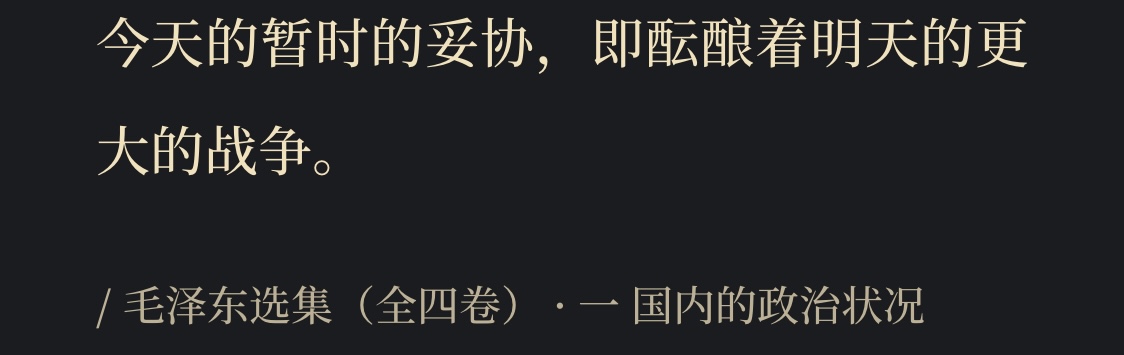 今天的暂时的妥协，即酝酿着明天的更
大的战争。
/ 毛泽东选集（全四卷） · 一 国内的政治状况